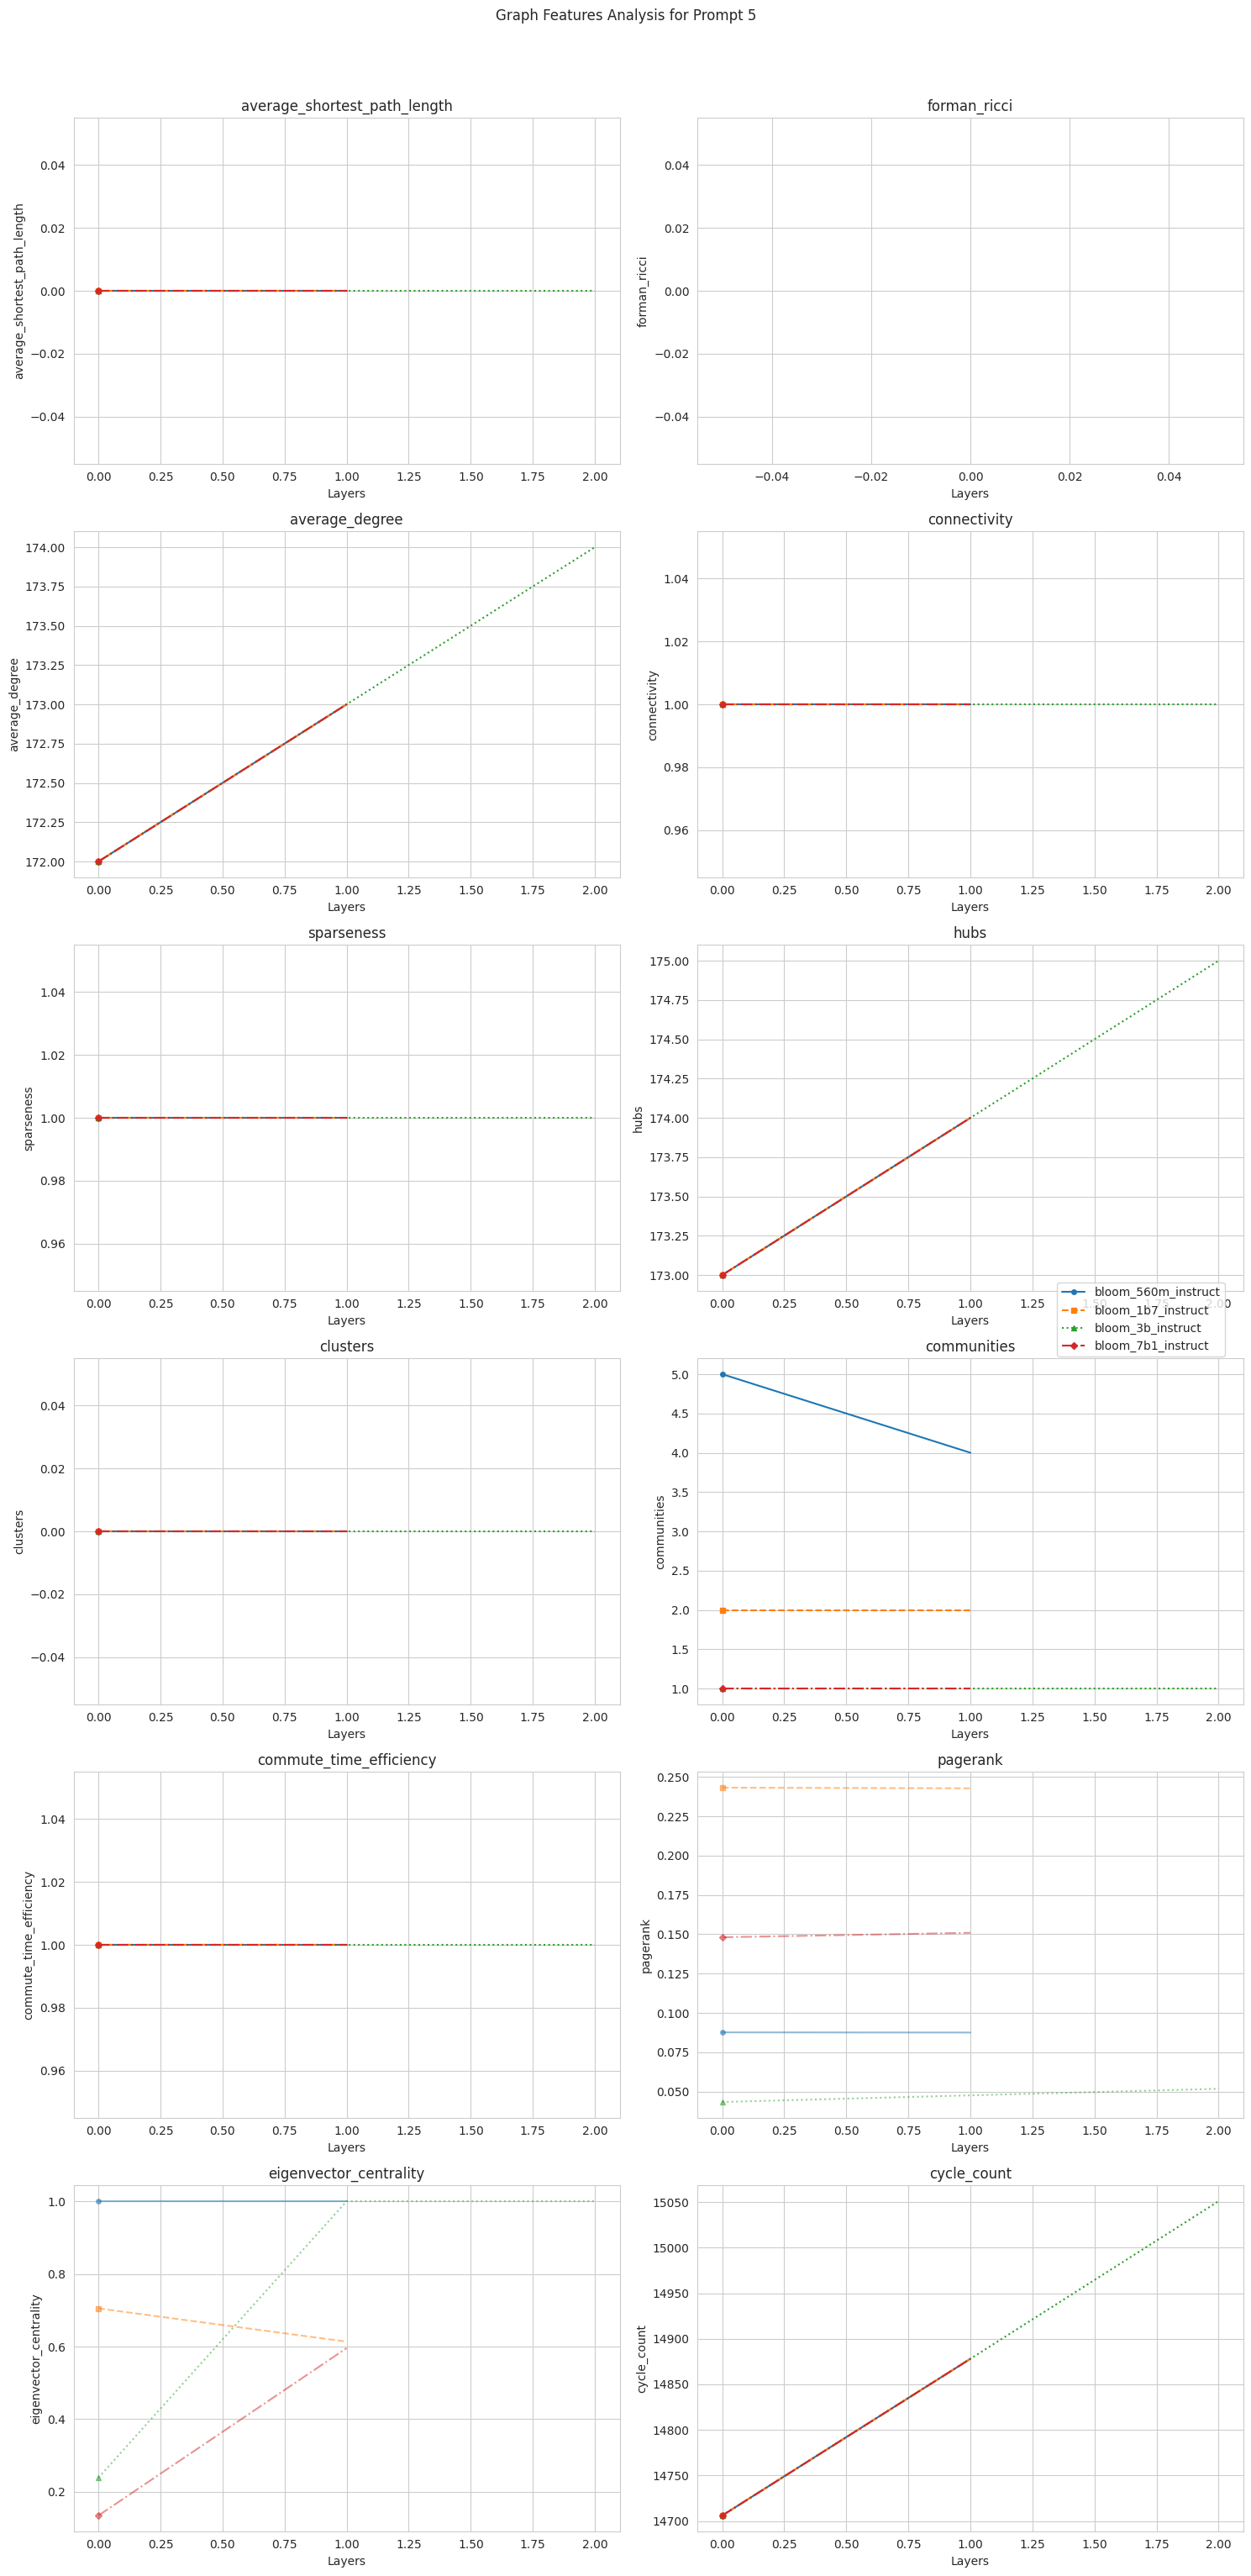 Graph Features Analysis for Prompt 5
average_shortest_path_length
average_shortest_path_length
0.04
0.02
0.00
−0.02
−0.04
0.00 0.25 0.50 0.75 1.00 1.25 1.50 1.75 2.00
Layers
forman_ricci
forman_ricci
0.04
0.02
0.00
−0.02
−0.04
−0.04 −0.02 0.00 0.02 0.04
Layers
average_degree
average_degree
174.00
173.75
173.50
173.25
173.00
172.75
172.50
172.25
172.00
0.00 0.25 0.50 0.75 1.00 1.25 1.50 1.75 2.00
Layers
connectivity
connectivity
1.04
1.02
1.00
0.98
0.96
0.00 0.25 0.50 0.75 1.00 1.25 1.50 1.75 2.00
Layers
sparseness
sparseness
1.04
1.02
1.00
0.98
0.96
0.00 0.25 0.50 0.75 1.00 1.25 1.50 1.75 2.00
Layers
hubs
hubs
175.00
174.75
174.50
174.25
174.00
173.75
173.50
173.25
173.00
0.00 0.25 0.50 0.75 1.00 1.25 1.50 1.75 2.00
Layers
bloom_560m_instruct
bloom_1b7_instruct
bloom_3b_instruct
bloom_7b1_instruct
clusters
clusters
0.04
0.02
0.00
−0.02
−0.04
0.00 0.25 0.50 0.75 1.00 1.25 1.50 1.75 2.00
Layers
communities
communities
5.0
4.5
4.0
3.5
3.0
2.5
2.0
1.5
1.0
0.00 0.25 0.50 0.75 1.00 1.25 1.50 1.75 2.00
Layers
commute_time_efficiency
commute_time_efficiency
1.04
1.02
1.00
0.98
0.96
0.00 0.25 0.50 0.75 1.00 1.25 1.50 1.75 2.00
Layers
pagerank
pagerank
0.250
0.225
0.200
0.175
0.150
0.125
0.100
0.075
0.050
0.00 0.25 0.50 0.75 1.00 1.25 1.50 1.75 2.00
Layers
eigenvector_centrality
eigenvector_centrality
1.0
0.8
0.6
0.4
0.2
0.00 0.25 0.50 0.75 1.00 1.25 1.50 1.75 2.00
Layers
cycle_count
cycle_count
15050
15000
14950
14900
14850
14800
14750
14700
0.00 0.25 0.50 0.75 1.00 1.25 1.50 1.75 2.00
Layers